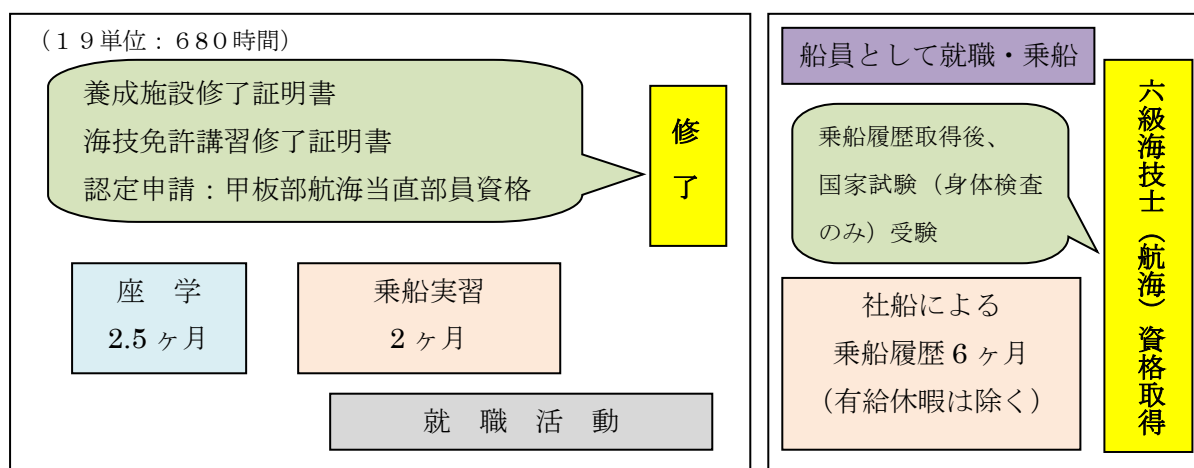 （１９単位：６８０時間）
養成施設修了証明書
海技免許講習修了証明書
認定申請：甲板部航海当直部員資格
修了
座　学
2.5ヶ月
乗船実習
2ヶ月
就　職　活　動
船員として就職・乗船
乗船履歴取得後、
国家試験（身体検査
のみ）受験
社船による
乗船履歴6ヶ月
（有給休暇は除く）
六級海技士（航海）資格取得